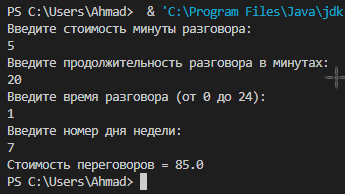 PS C:\Users\Ahmad>  & 'C:\Program Files\Java\jdk
Введите стоимость минуты разговора:
5
Введите продолжительность разговора в минутах:
20
Введите время разговора (от 0 до 24):
1
Введите номер дня недели:
7
Стоимость переговоров = 85.0
PS C:\Users\Ahmad>